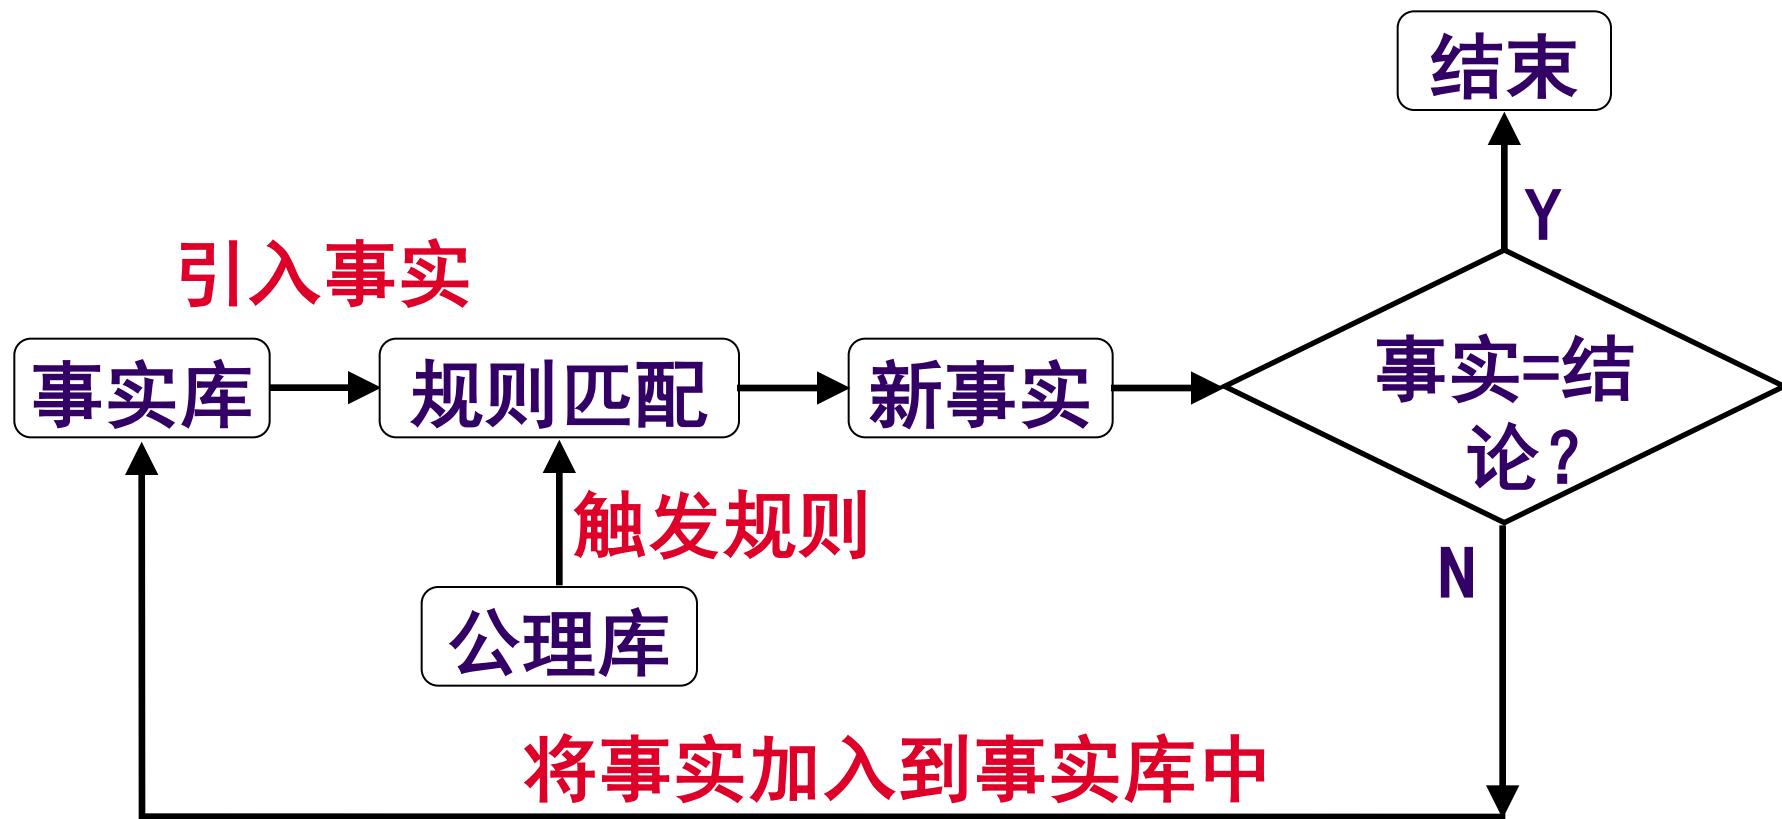 结束
Y
引入事实
事实库
规则匹配
新事实
事实=结
论？
触发规则
N
公理库
将事实加入到事实库中